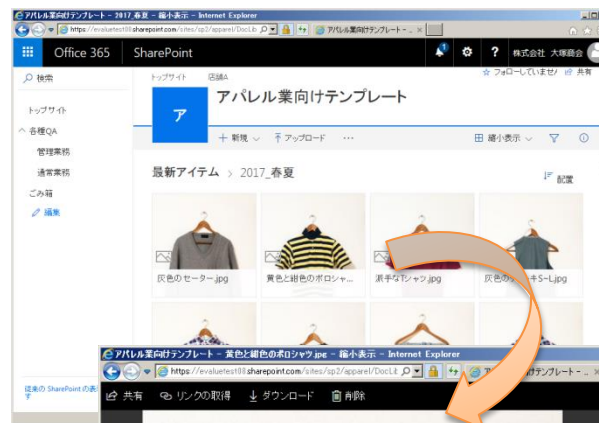 アパレル業向けテンプレート - 2017_春夏 - 縮小表示 - Internet Explorer
https://evaluetest08.sharepoint.com/sites/sp2/apparel/DocLib
アパレル業向けテンプレート - ... ×
Office 365
SharePoint
1
?
株式会社 大塚商会
検索
トップサイト
店舗A
☆ フォローしていません
共有
ア
アパレル業向けテンプレート
トップサイト
各種QA
管理業務
通常業務
ごみ箱
編集
+ 新規
アップロード
...
縮小表示
最新アイテム > 2017_春夏
配置
灰色のセーター.jpg
黄色と紺色のポロシャ...
派手なTシャツ.jpg
灰色の
キS-L.jpg
従来の SharePoint の表
す
アパレル業向けテンプレート - 黄色と紺色のポロシャツ.jpg - 縮小表示 - Internet Explorer
https://evaluetest08.sharepoint.com/sites/sp2/apparel/DocLit
向けテンプレート - ...
共有
リンクの取得
ダウンロード
削除